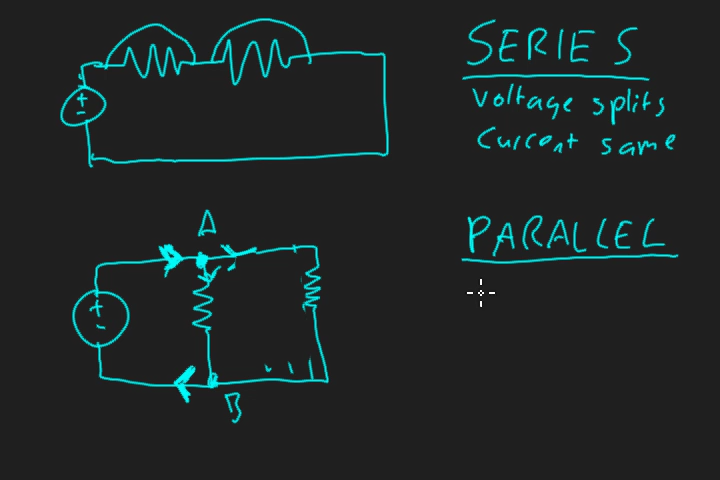 SERIES
Voltage splits
Current same
A
PARALLEL
+
-
+
-
B